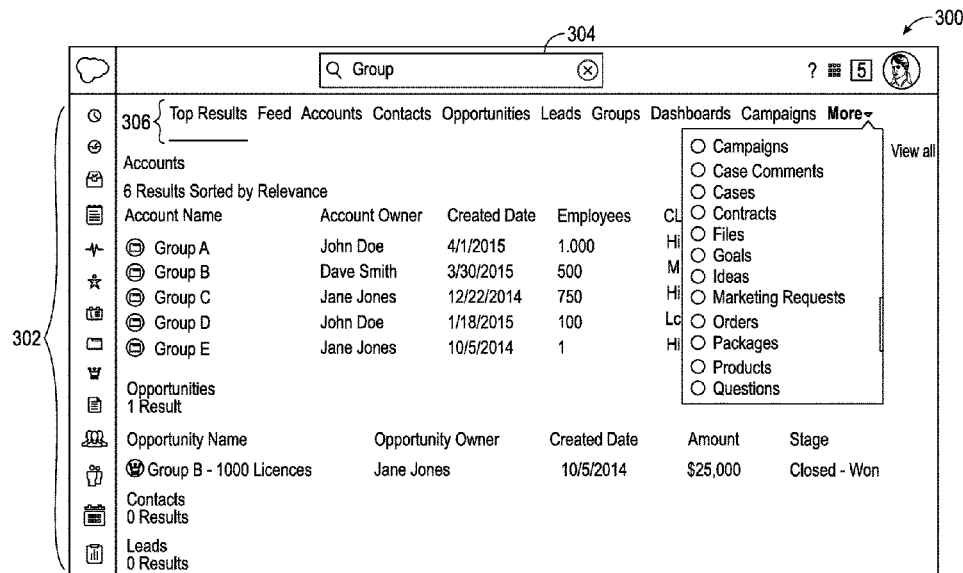 300
304
Group
? 5
302
306 Top Results Feed Accounts Contacts Opportunities Leads Groups Dashboards Campaigns More
View all
Accounts
6 Results Sorted by Relevance
Account Name Account Owner Created Date Employees CL
Group A John Doe 4/1/2015 1.000 Hi
Group B Dave Smith 3/30/2015 500 M
Group C Jane Jones 12/22/2014 750 Hi
Group D John Doe 1/18/2015 100 Lc
Group E Jane Jones 10/5/2014 1 Hi
Campaigns
Case Comments
Cases
Contracts
Files
Goals
Ideas
Marketing Requests
Orders
Packages
Products
Questions
Opportunities
1 Result
Opportunity Name Opportunity Owner Created Date Amount Stage
Group B - 1000 Licences Jane Jones 10/5/2014 $25,000 Closed - Won
Contacts
0 Results
Leads
0 Results